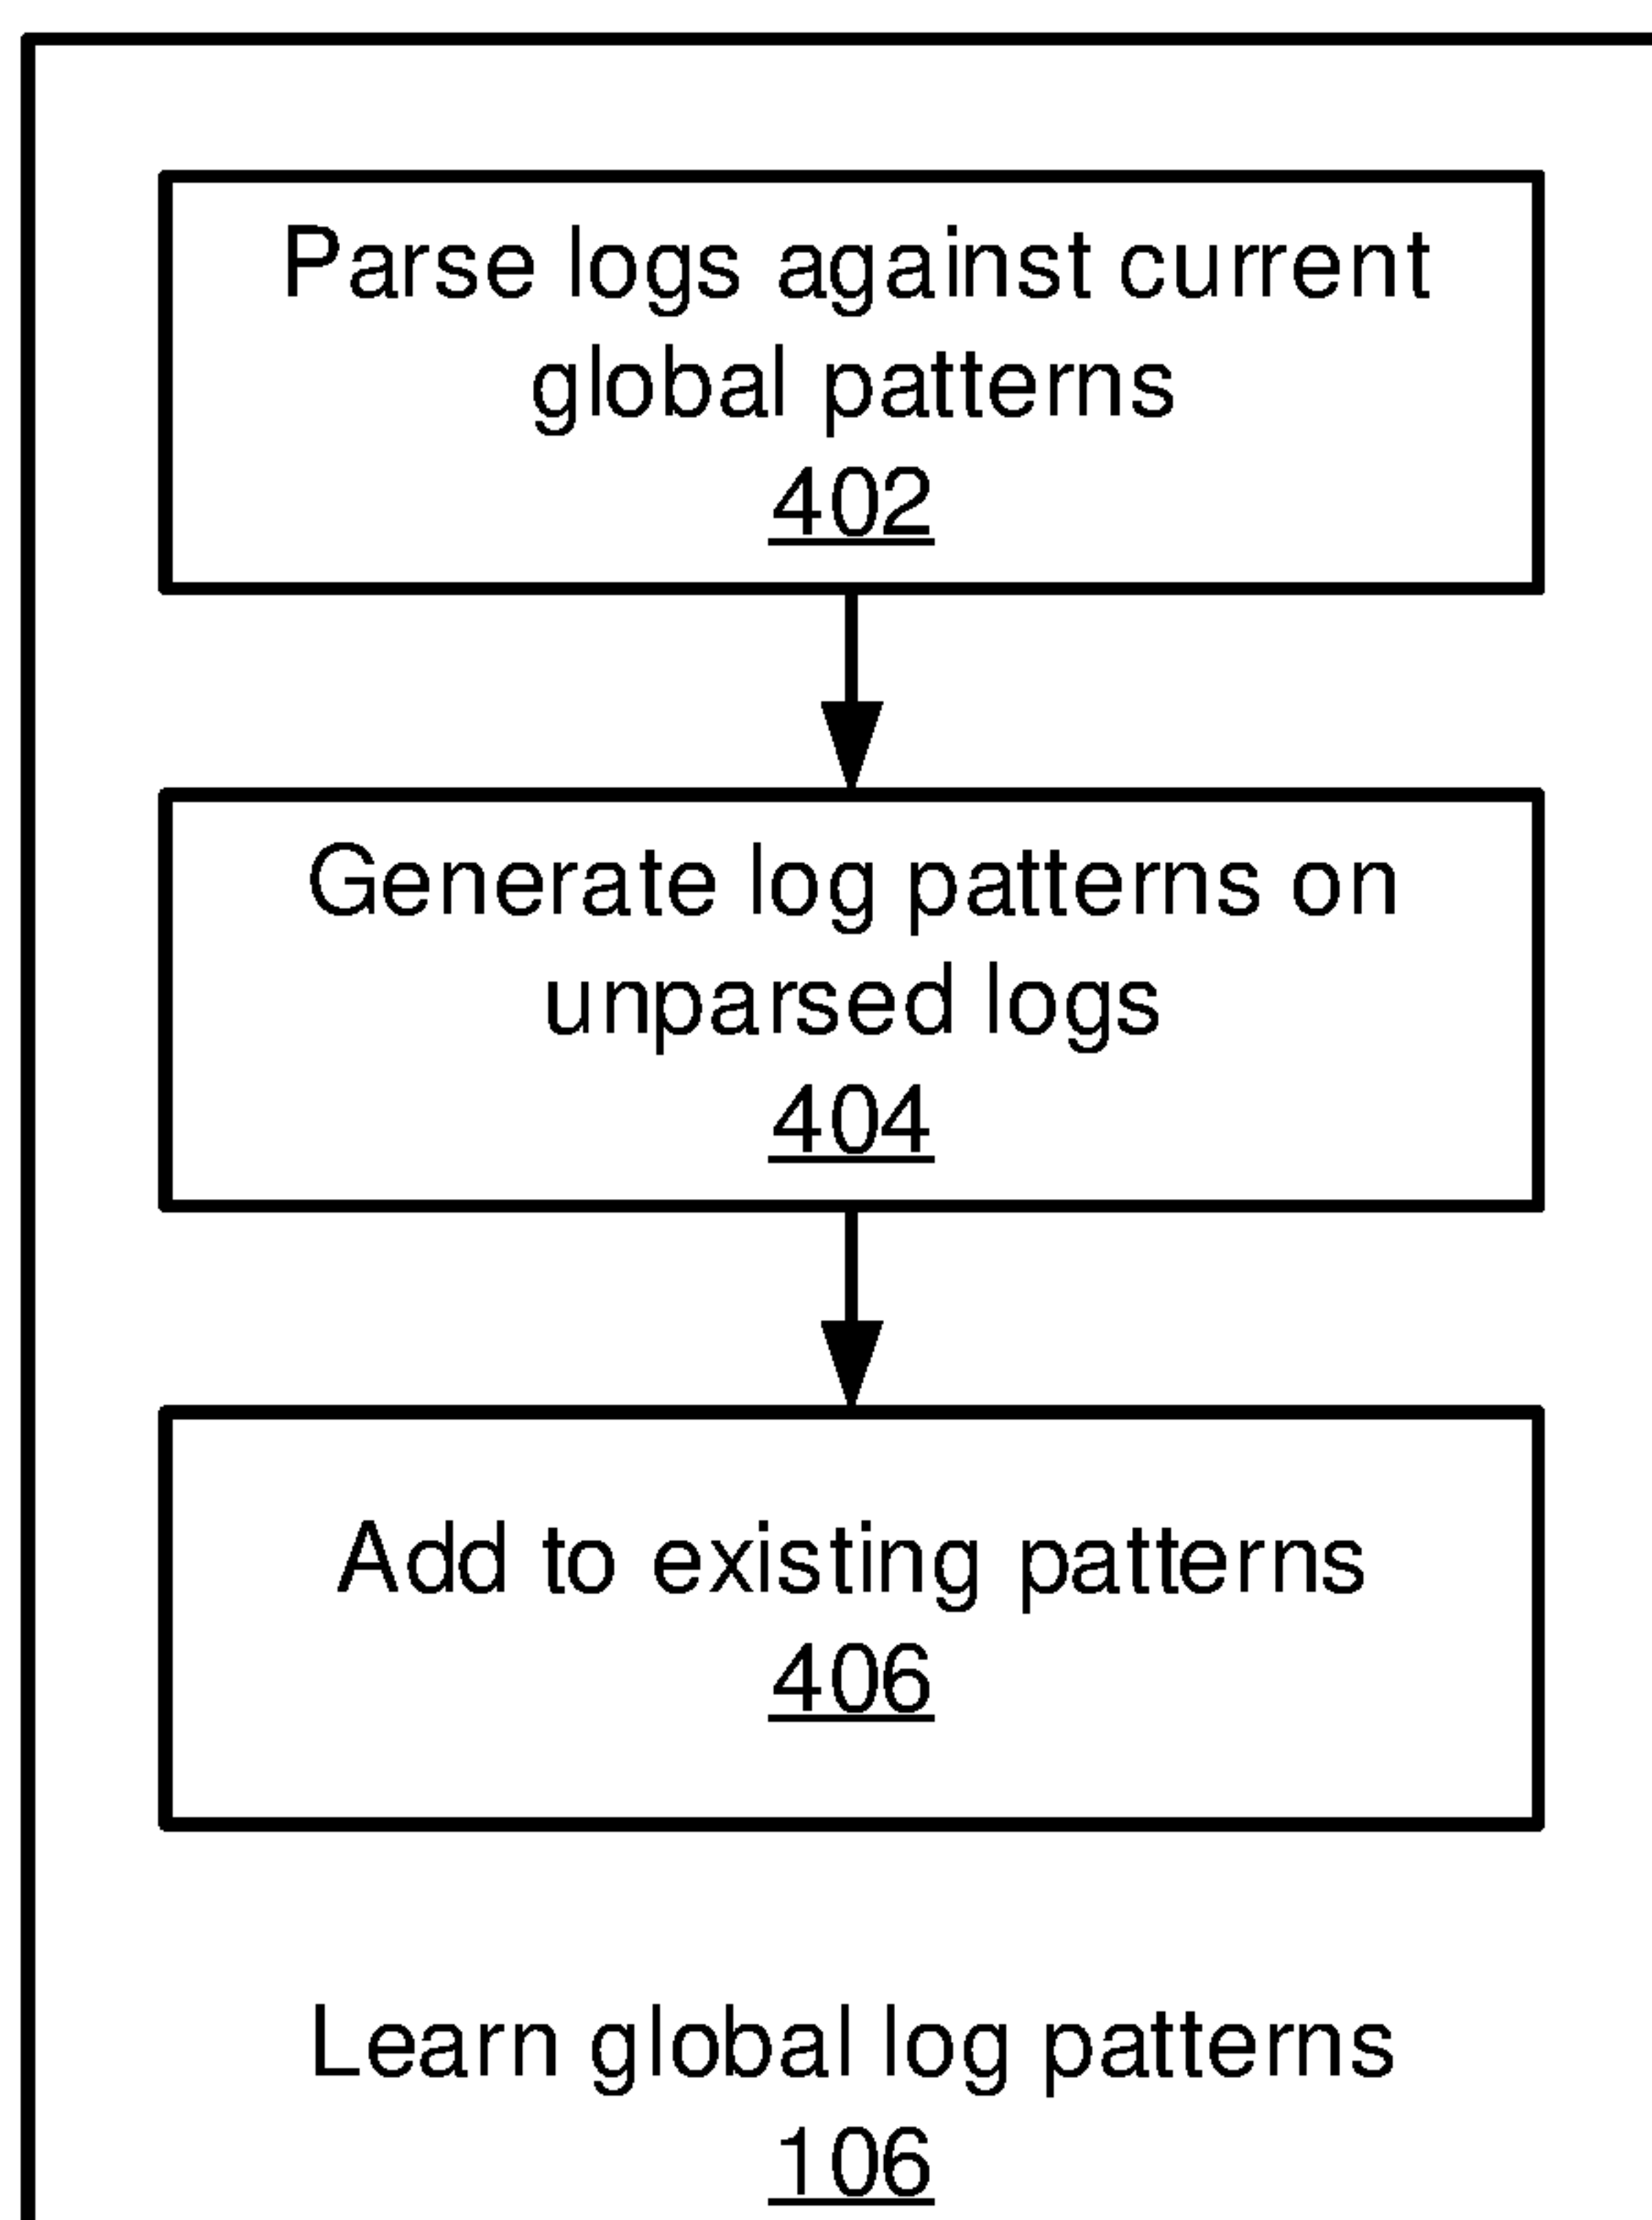 Parse logs against current
global patterns
402
Generate log patterns on
unparsed logs
404
Add to existing patterns
406
Learn global log patterns
106